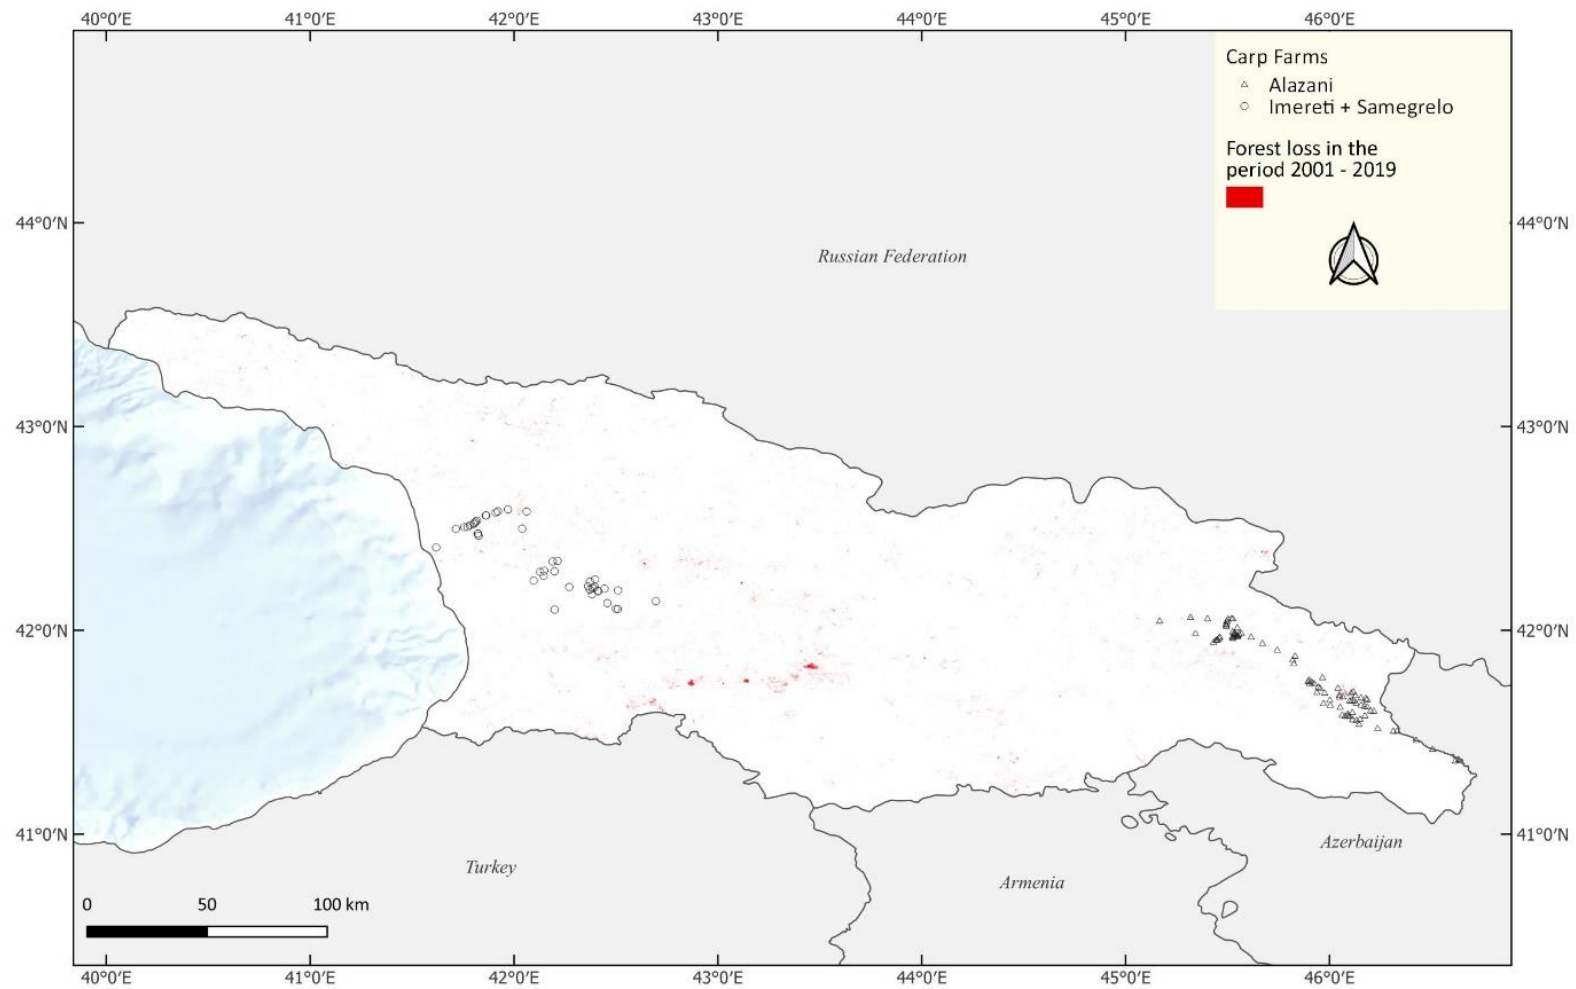 40°0′E 41°0′E 42°0′E 43°0′E 44°0′E 45°0′E 46°0′E
Carp Farms
Alazani
Imereti + Samegrelo
Forest loss in the
period 2001 - 2019
44°0′N 44°0′N
Russian Federation
43°0′N 43°0′N
42°0′N 42°0′N
41°0′N 41°0′N
Azerbaijan
Turkey
Armenia
0 50 100 km
40°0′E 41°0′E 42°0′E 43°0′E 44°0′E 45°0′E 46°0′E